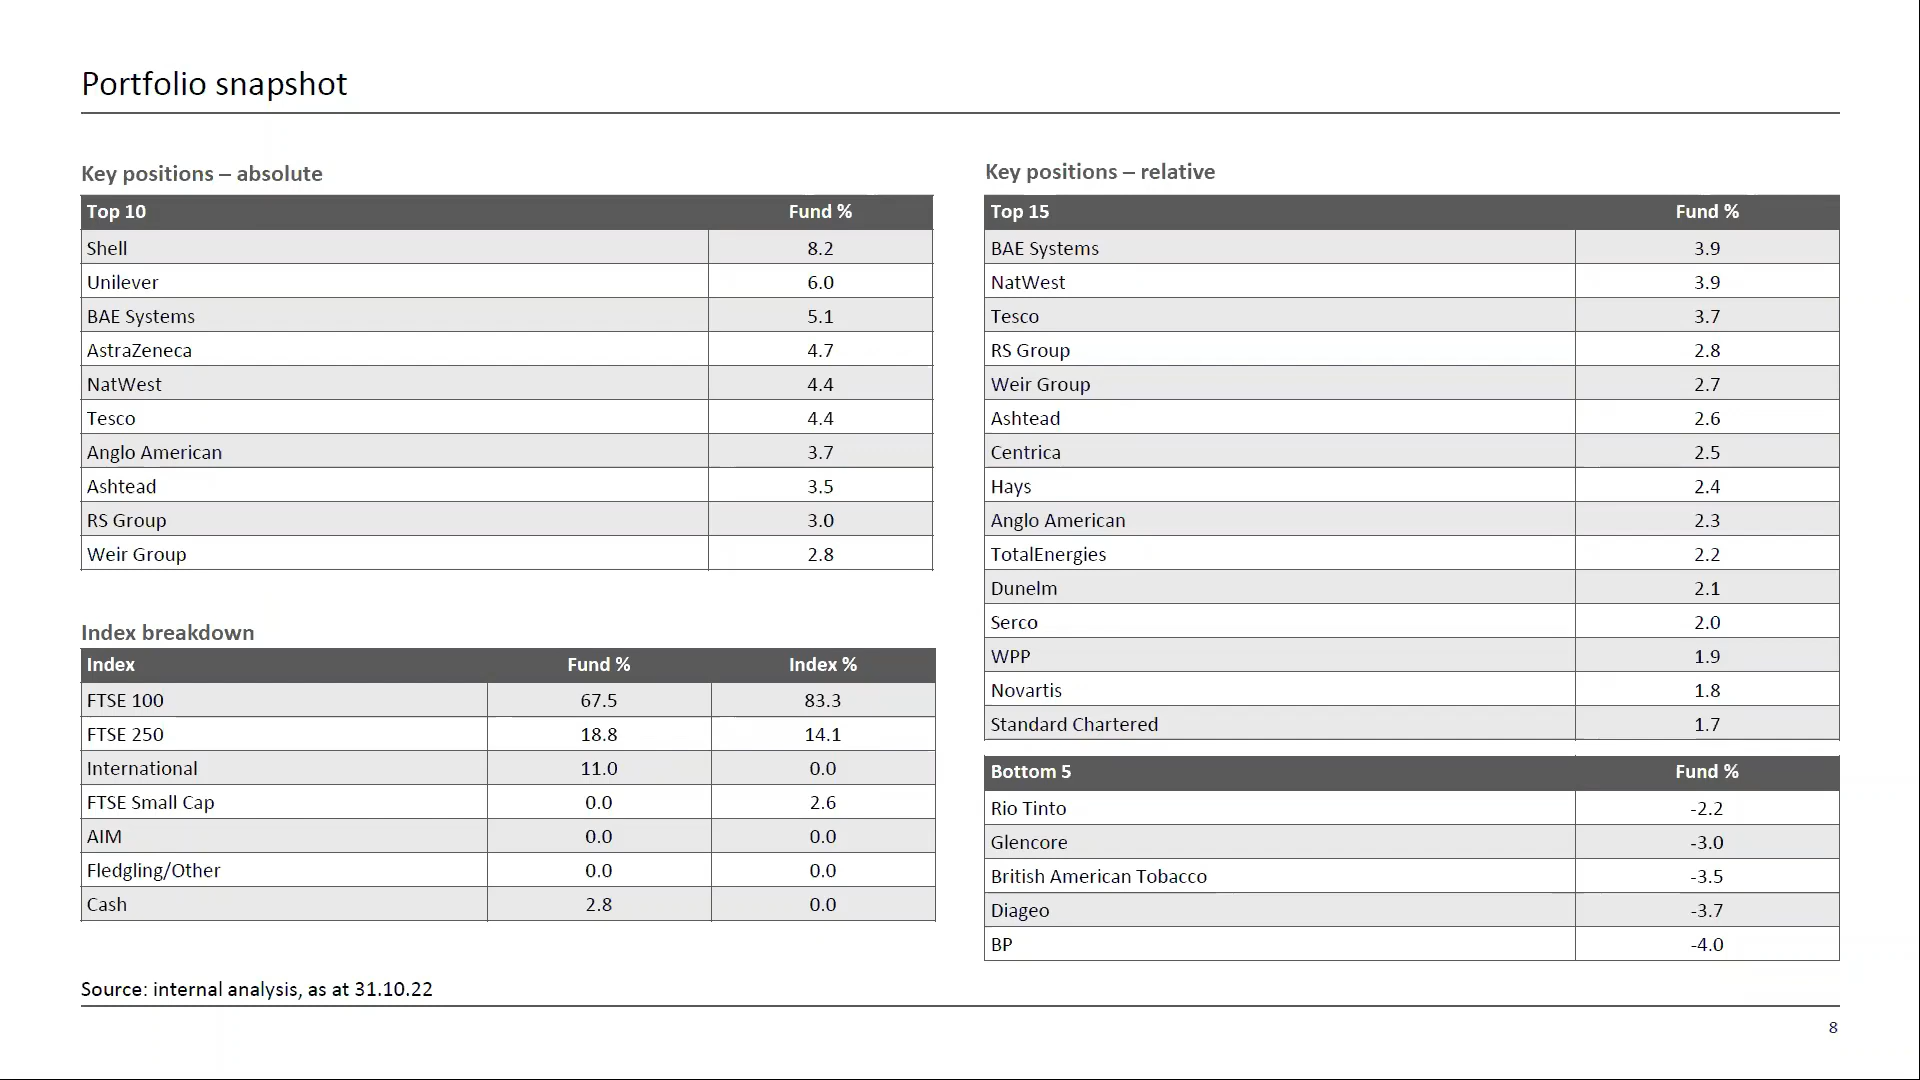 Portfolio snapshot
Key positions – absolute
Top 10 Fund %
Shell 8.2
Unilever 6.0
BAE Systems 5.1
AstraZeneca 4.7
NatWest 4.4
Tesco 4.4
Anglo American 3.7
Ashtead 3.5
RS Group 3.0
Weir Group 2.8
Index breakdown
Index Fund % Index %
FTSE 100 67.5 83.3
FTSE 250 18.8 14.1
International 11.0 0.0
FTSE Small Cap 0.0 2.6
AIM 0.0 0.0
Fledgling/Other 0.0 0.0
Cash 2.8 0.0
Key positions – relative
Top 15 Fund %
BAE Systems 3.9
NatWest 3.9
Tesco 3.7
RS Group 2.8
Weir Group 2.7
Ashtead 2.6
Centrica 2.5
Hays 2.4
Anglo American 2.3
TotalEnergies 2.2
Dunelm 2.1
Serco 2.0
WPP 1.9
Novartis 1.8
Standard Chartered 1.7
Bottom 5 Fund %
Rio Tinto -2.2
Glencore -3.0
British American Tobacco -3.5
Diageo -3.7
BP -4.0
Source: internal analysis, as at 31.10.22
8